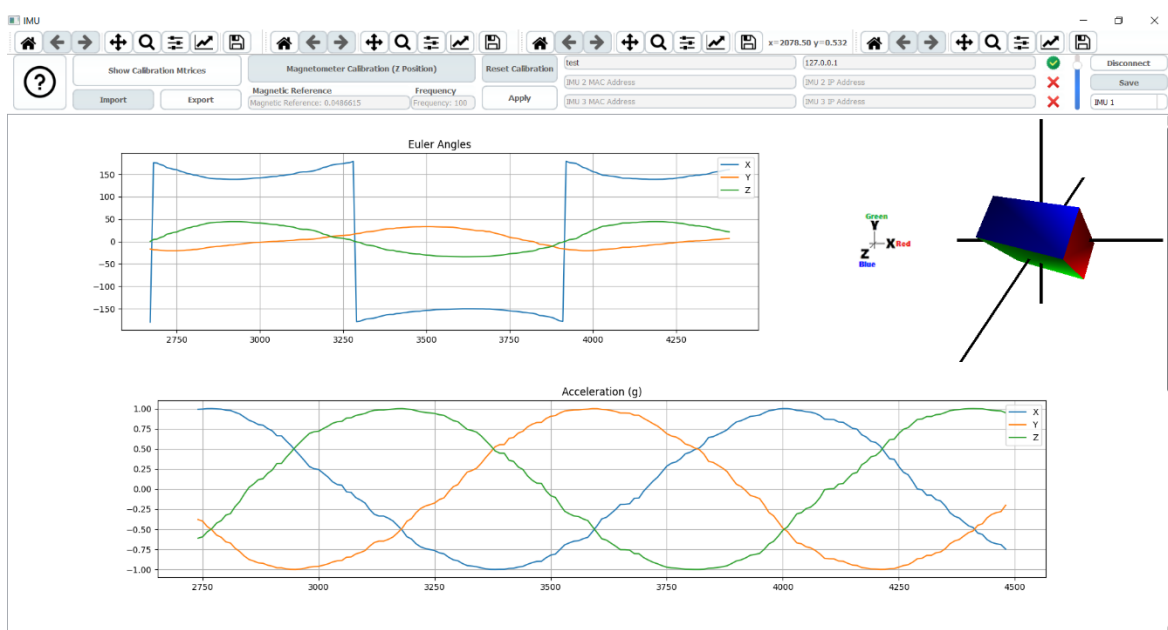 IMU
x=2078.50 y=0.532
?
Show Calibration Mtrices
Magnetometer Calibration (Z Position)
Reset Calibration
test
127.0.0.1
Disconnect
IMU 2 MAC Address
IMU 2 IP Address
Save
Import
Export
Magnetic Reference
Frequency
Magnetic Reference: 0.0486615
Frequency: 100
Apply
IMU 3 MAC Address
IMU 3 IP Address
IMU 1
Euler Angles
X
Y
Z
150
100
50
0
−50
−100
−150
2750 3000 3250 3500 3750 4000 4250
Green
Y
X Red
Z
Blue
Acceleration (g)
X
Y
Z
1.00
0.75
0.50
0.25
0.00
−0.25
−0.50
−0.75
−1.00
2750 3000 3250 3500 3750 4000 4250 4500